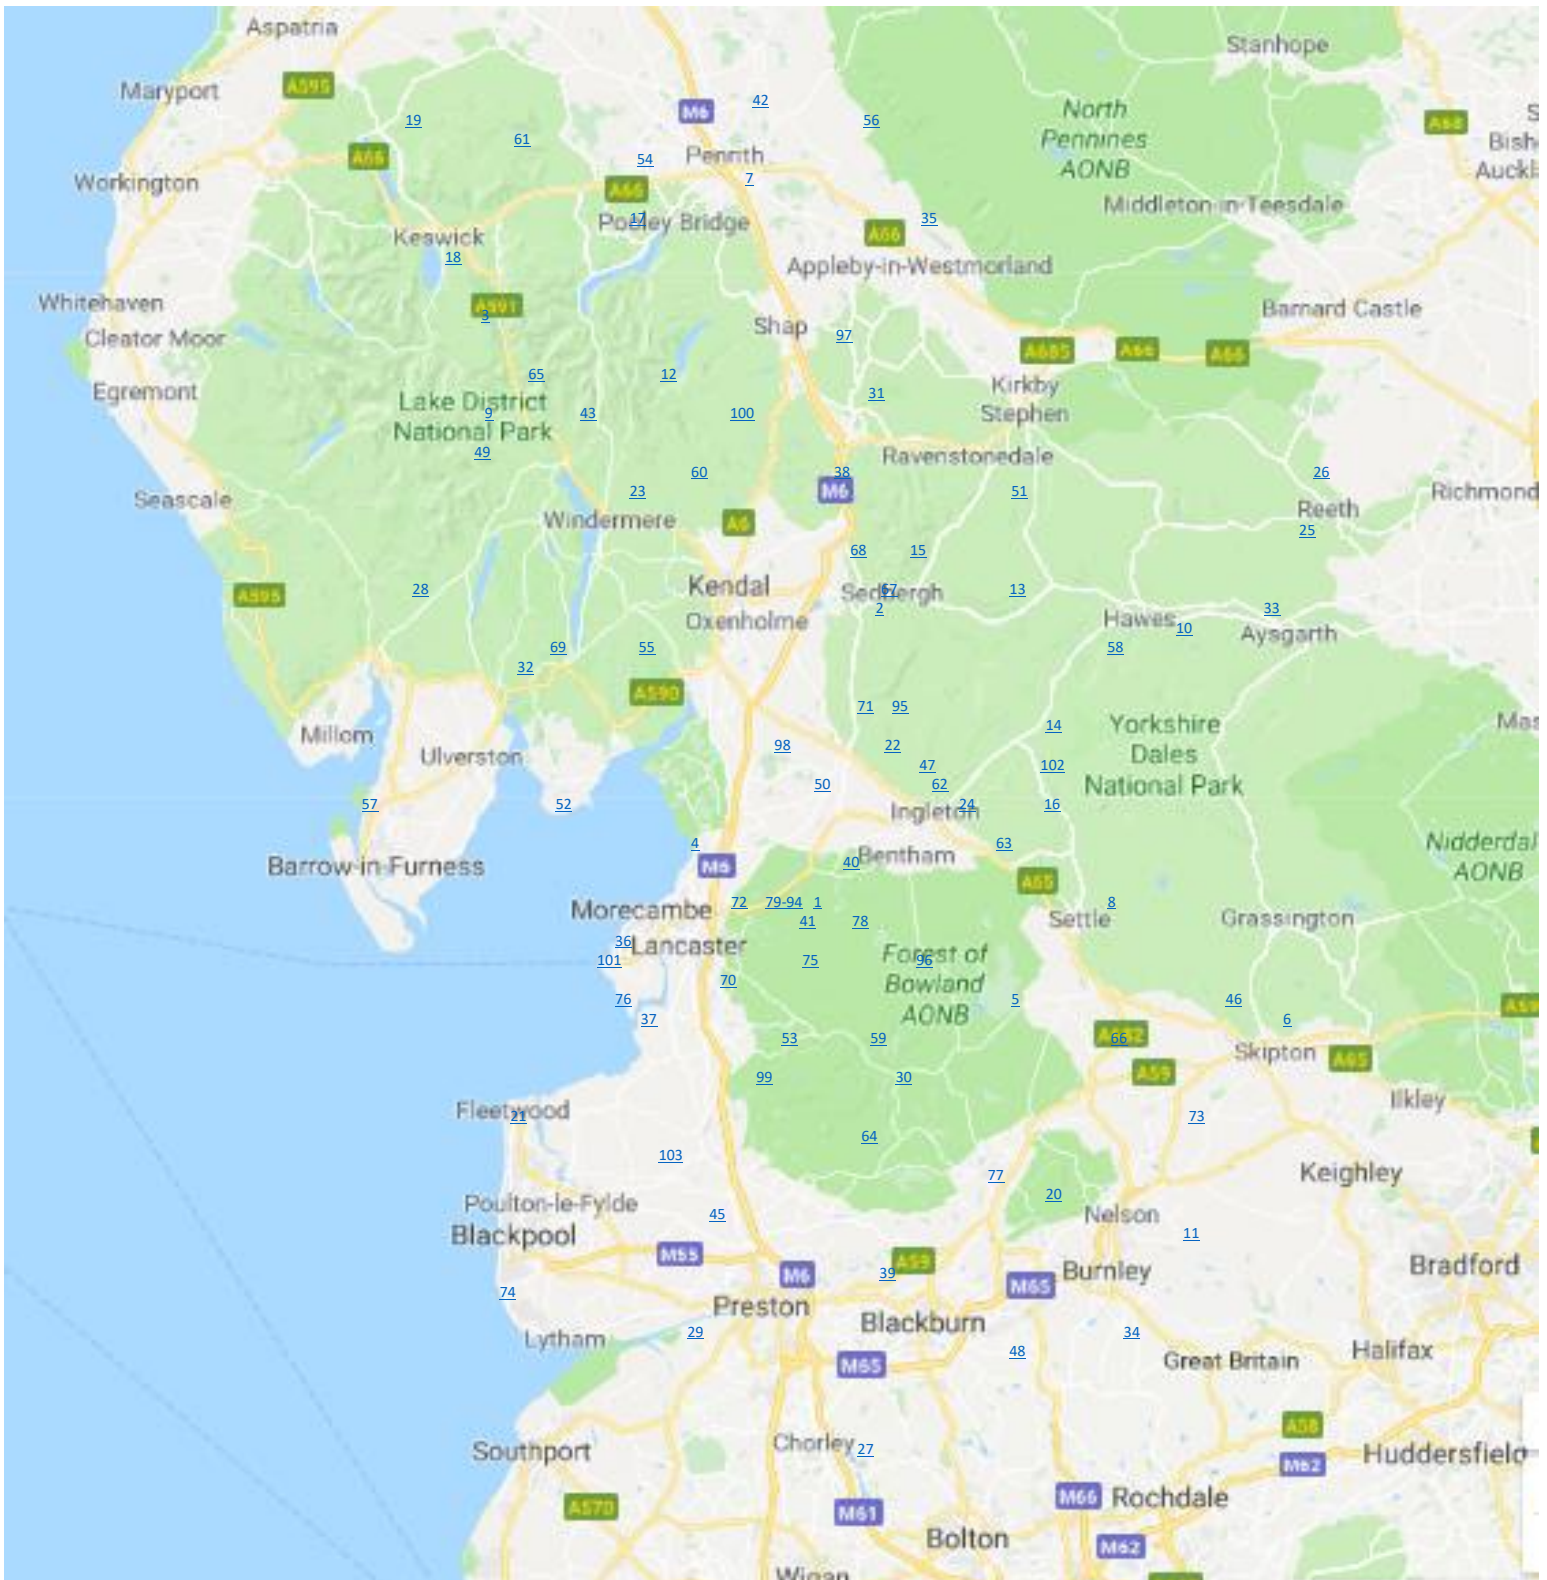 Aspatria
Stanhope
Maryport
A595
42
M6
North
Pennines
AONB
19
56
A68
S
Bish
Auckl
61
A66
54
Penrith
Workington
7
A66
Middleton-in-Teesdale
17
Pooley Bridge
35
A66
Keswick
18
Appleby-in-Westmorland
Whitehaven
A591
3
Barnard Castle
Shap
97
Cleator Moor
A685
A66
A66
65
12
Kirkby
Stephen
Egremont
31
Lake District
National Park
9
43
100
49
Ravenstonedale
60
38
26
M6
23
51
Richmond
Seascale
Reeth
Windermere
A6
25
68
15
Kendal
28
A595
Sedbergh
67
13
2
33
Oxenholme
Hawes
10
Aysgarth
69
55
58
32
A590
71
95
14
Yorkshire
Dales
National Park
Mas
Millom
98
22
Ulverston
47
102
50
62
57
52
Ingleton
24
16
4
63
Nidderdal
AONB
Barrow-in-Furness
M6
40
Bentham
A65
72
79-94
1
8
Morecambe
41
78
Settle
Grassington
36
Lancaster
101
75
Forest of
Bowland
AONB
96
70
76
5
46
A59
37
6
53
59
66
Skipton
A65
99
30
A59
Fleetwood
21
Ilkley
73
64
103
77
Keighley
20
Poulton-le-Fylde
45
Nelson
Blackpool
11
M55
M6
39
A59
Burnley
Bradford
M65
74
Preston
Blackburn
29
34
Lytham
48
Great Britain
Halifax
M65
A58
Southport
Chorley
27
M62
Huddersfield
M66
Rochdale
A570
M61
Bolton
M62
Wigan